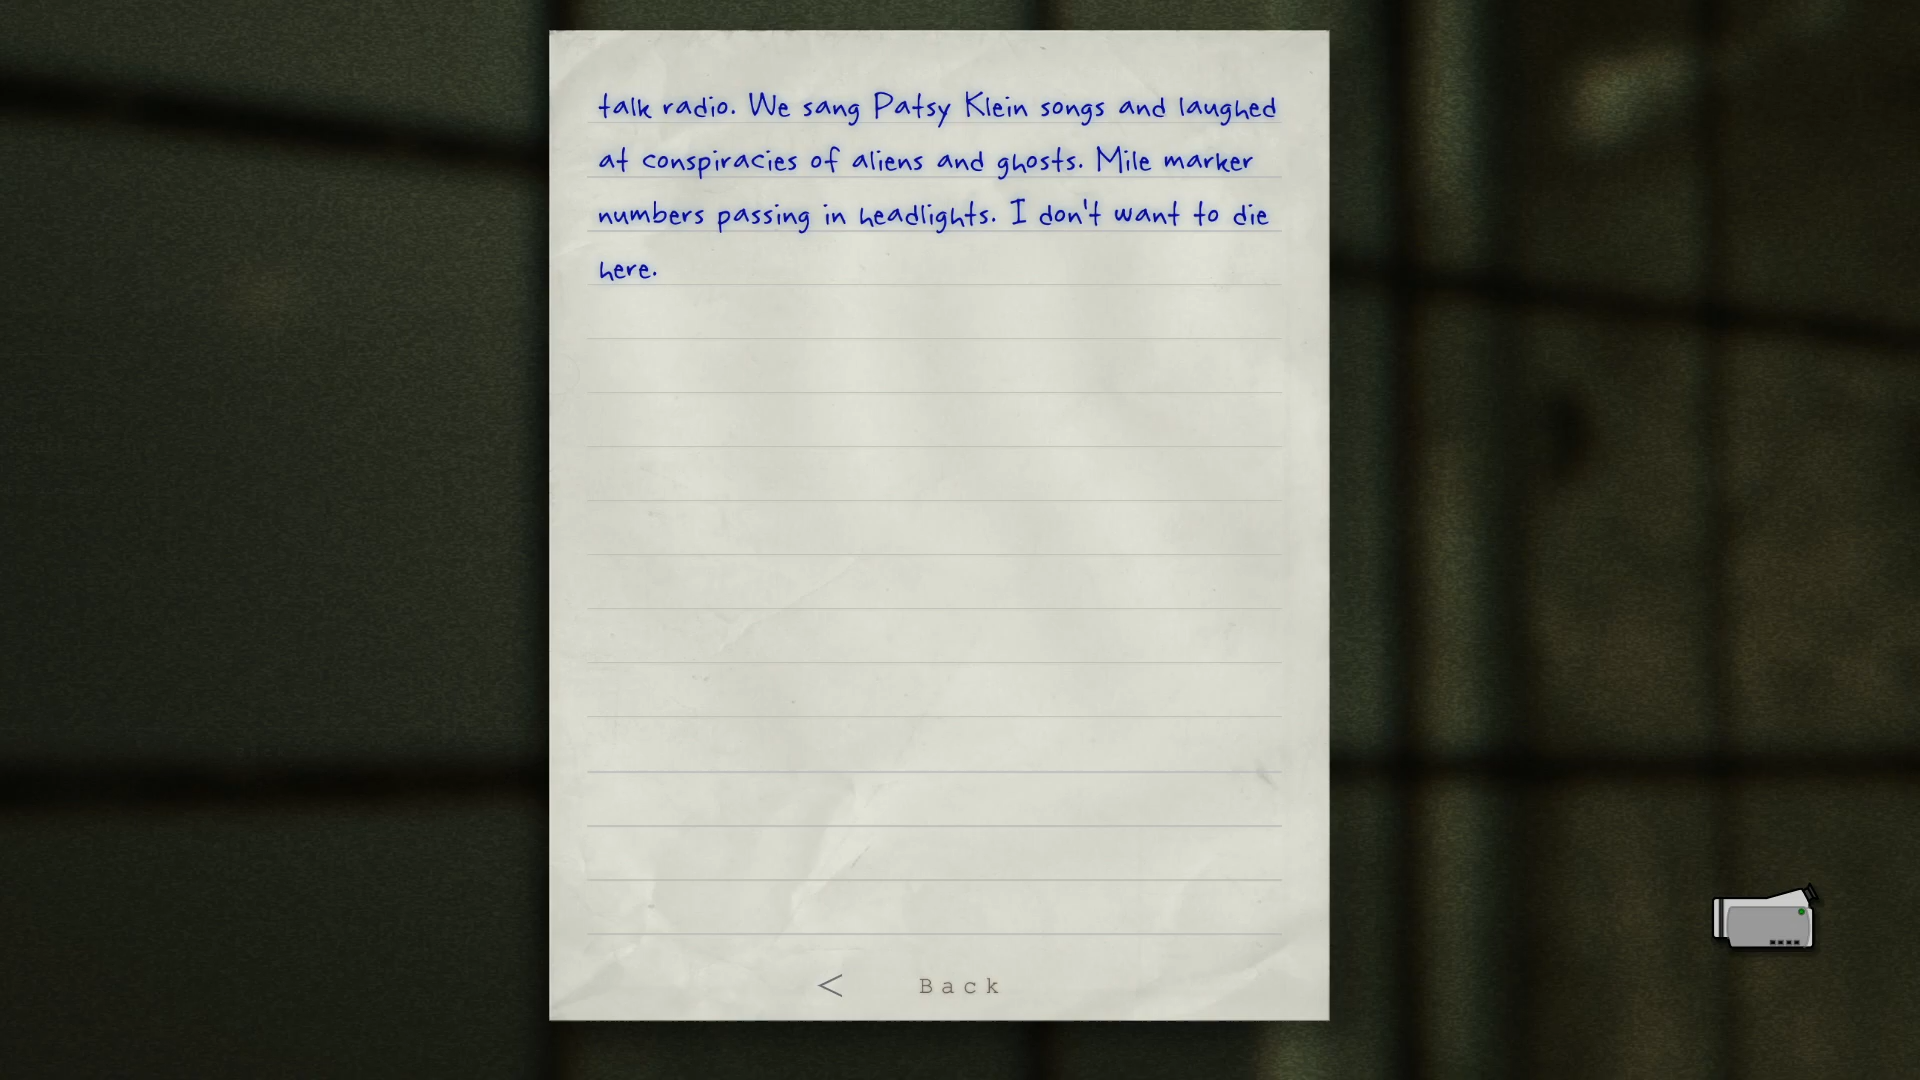 talk radio. We sang Patsy Klein songs and laughed
at conspiracies of aliens and ghosts. Mile marker
numbers passing in headlights. I don't want to die
here.
< Back